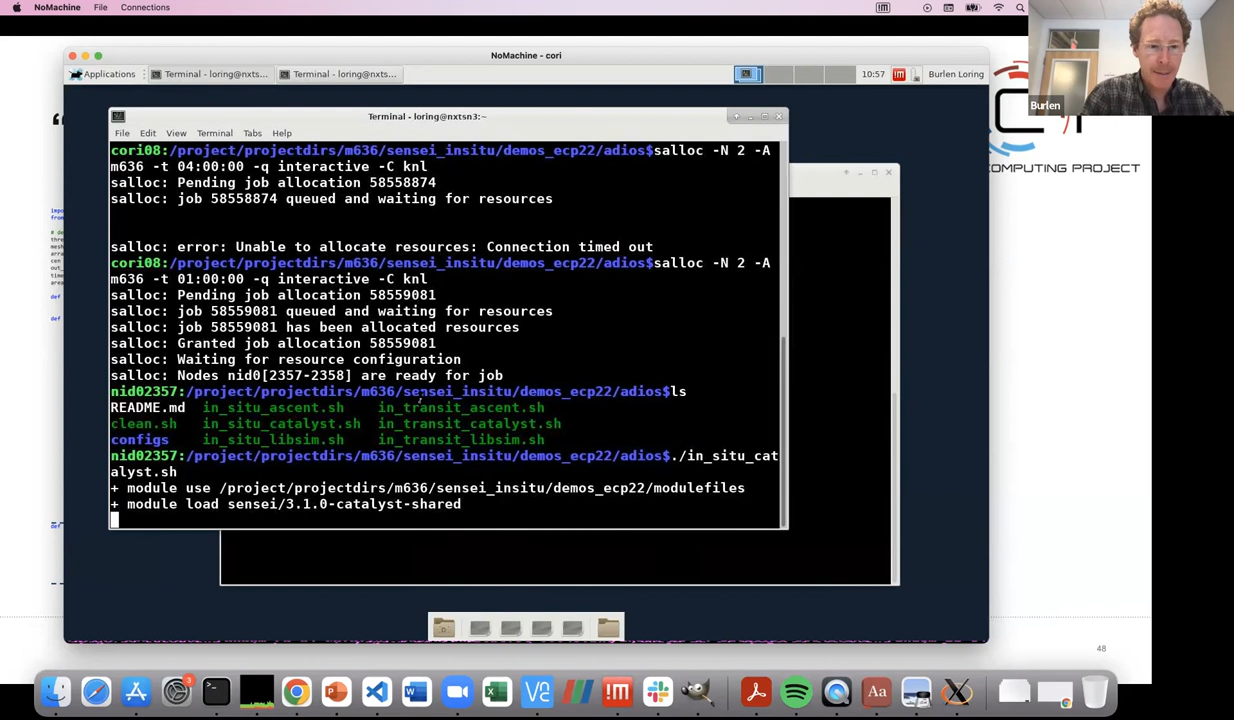 NoMachine File Connections
NoMachine - cori
Applications Terminal - loring@nxtsn3:~... Terminal - loring@nxts... 10:57 Burlen Loring
Burlen
COMPUTING PROJECT
Terminal - loring@nxtsn3:~
File Edit View Terminal Tabs Help
cori08:/project/projectdirs/m636/sensei_insitu/demos_ecp22/adios$salloc -N 2 -A
m636 -t 04:00:00 -q interactive -C knl
salloc: Pending job allocation 58558874
salloc: job 58558874 queued and waiting for resources
salloc: error: Unable to allocate resources: Connection timed out
cori08:/project/projectdirs/m636/sensei_insitu/demos_ecp22/adios$salloc -N 2 -A
m636 -t 01:00:00 -q interactive -C knl
salloc: Pending job allocation 58559081
salloc: job 58559081 queued and waiting for resources
salloc: job 58559081 has been allocated resources
salloc: Granted job allocation 58559081
salloc: Waiting for resource configuration
salloc: Nodes nid0[2357-2358] are ready for job
nid02357:/project/projectdirs/m636/sensei_insitu/demos_ecp22/adios$ls
README.md in_situ_ascent.sh in_transit_ascent.sh
clean.sh in_situ_catalyst.sh in_transit_catalyst.sh
configs in_situ_libsim.sh in_transit_libsim.sh
nid02357:/project/projectdirs/m636/sensei_insitu/demos_ecp22/adios$./in_situ_cat
alyst.sh
+ module use /project/projectdirs/m636/sensei_insitu/demos_ecp22/modulefiles
+ module load sensei/3.1.0-catalyst-shared
48